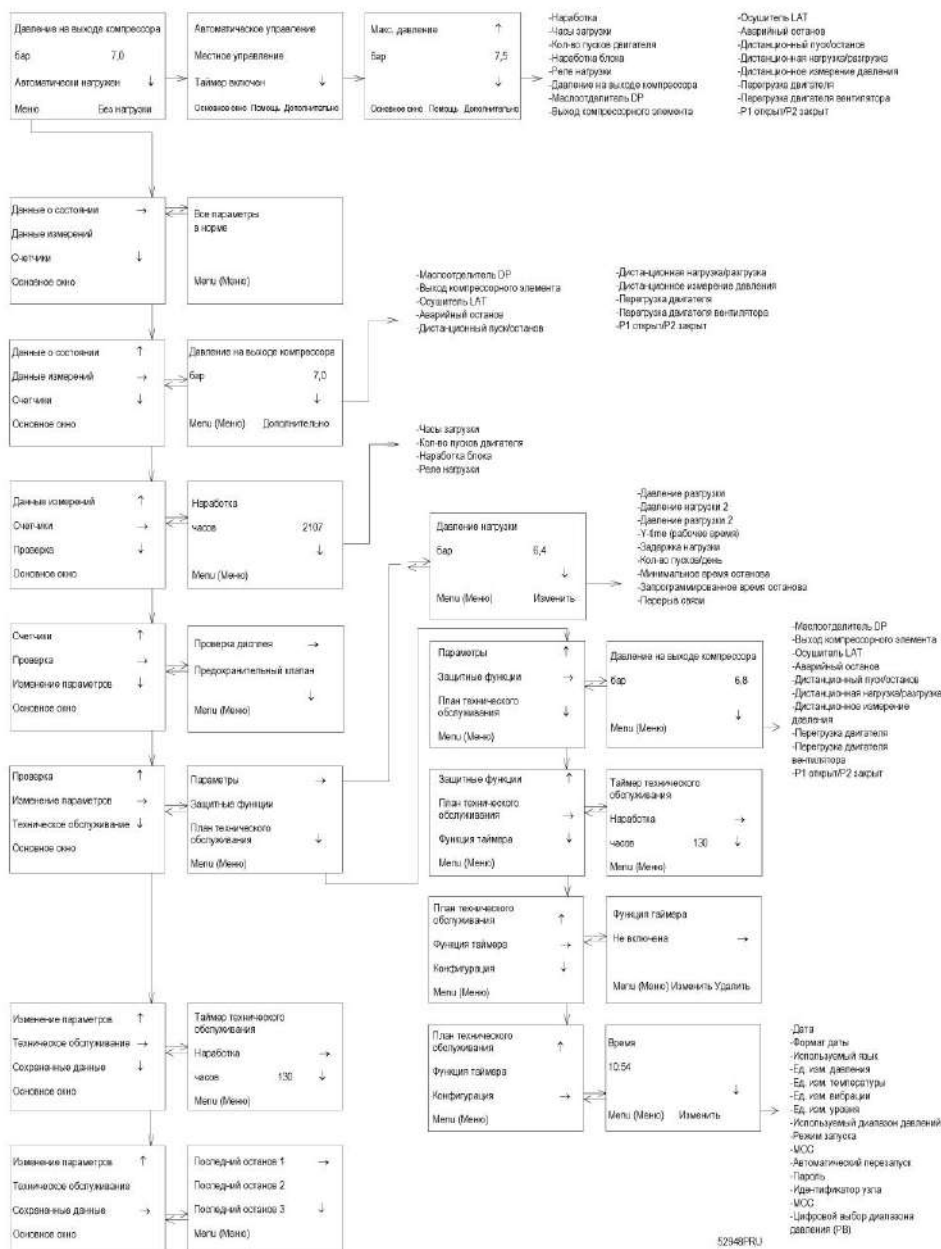 Давление на выходе компрессора
бар 7,0
Автоматически нагружен ↓
Меню Без нагрузки
Автоматическое управление
Местное управление
Таймер включен ↓
Основное окно Помощь Дополнительно
Макс. давление ↑
бар 7,5
↓
Основное окно Помощь Дополнительно
-Наработка
-Часы загрузки
-Кол-во пусков двигателя
-Наработка блока
-Реле нагрузки
-Давление на выходе компрессора
-Маслоотделитель DP
-Выход компрессорного элемента
-Осушитель LAT
-Аварийный останов
-Дистанционный пуск/останов
-Дистанционная нагрузка/разгрузка
-Дистанционное измерение давления
-Перегрузка двигателя
-Перегрузка двигателя вентилятора
-P1 открыт/P2 закрыт
Данные о состоянии →
Данные измерений
Счетчики ↓
Основное окно
Все параметры
в норме
Menu (Меню)
-Маслоотделитель DP
-Выход компрессорного элемента
-Осушитель LAT
-Аварийный останов
-Дистанционный пуск/останов
-Дистанционная нагрузка/разгрузка
-Дистанционное измерение давления
-Перегрузка двигателя
-Перегрузка двигателя вентилятора
-P1 открыт/P2 закрыт
Данные о состоянии ↑
Данные измерений →
Счетчики ↓
Основное окно
Давление на выходе компрессора
бар 7,0
↓
Menu (Меню) Дополнительно
-Часы загрузки
-Кол-во пусков двигателя
-Наработка блока
-Реле нагрузки
Данные измерений ↑
Счетчики →
Проверка ↓
Основное окно
Наработка
часов 2107
↓
Menu (Меню)
Давление нагрузки
бар 6,4
↓
Menu (Меню) Изменить
-Давление разгрузки
-Давление нагрузки 2
-Давление разгрузки 2
-Y-time (рабочее время)
-Задержка нагрузки
-Кол-во пусков/день
-Минимальное время останова
-Запрограммированное время останова
-Перерыв связи
Счетчики ↑
Проверка →
Изменение параметров ↓
Основное окно
Проверка дисплея →
Предохранительный клапан
↓
Menu (Меню)
Параметры ↑
Защитные функции →
План технического
обслуживания ↓
Menu (Меню)
Давление на выходе компрессора
бар 6,8
↓
Menu (Меню)
-Маслоотделитель DP
-Выход компрессорного элемента
-Осушитель LAT
-Аварийный останов
-Дистанционный пуск/останов
-Дистанционная нагрузка/разгрузка
-Дистанционное измерение
давления
-Перегрузка двигателя
-Перегрузка двигателя
вентилятора
-P1 открыт/P2 закрыт
Проверка ↑
Изменение параметров →
Техническое обслуживание ↓
Основное окно
Параметры →
Защитные функции
План технического
обслуживания ↓
Menu (Меню)
Защитные функции ↑
План технического
обслуживания →
Функция таймера ↓
Menu (Меню)
Таймер технического
обслуживания
Наработка →
часов 130 ↓
Menu (Меню)
План технического
обслуживания ↑
Функция таймера →
Конфигурация ↓
Menu (Меню)
Функция таймера
Не включена →
Menu (Меню) Изменить Удалить
Изменение параметров ↑
Техническое обслуживание →
Сохраненные данные ↓
Основное окно
Таймер технического
обслуживания
Наработка →
часов 130 ↓
Menu (Меню)
План технического
обслуживания ↑
Функция таймера
Конфигурация →
Menu (Меню)
Время
10:54
↓
Menu (Меню) Изменить
-Дата
-Формат даты
-Используемый язык
-Ед. изм. давления
-Ед. изм. температуры
-Ед. изм. вибрации
-Ед. изм. уровня
-Используемый диапазон давлений
-Режим запуска
-МОС
-Автоматический перезапуск
-Пароль
-Идентификатор узла
-МОС
-Цифровой выбор диапазона
давления (PB)
Изменение параметров ↑
Техническое обслуживание
Сохраненные данные →
Основное окно
Последний останов 1 →
Последний останов 2
Последний останов 3 ↓
Menu (Меню)
52948PRU